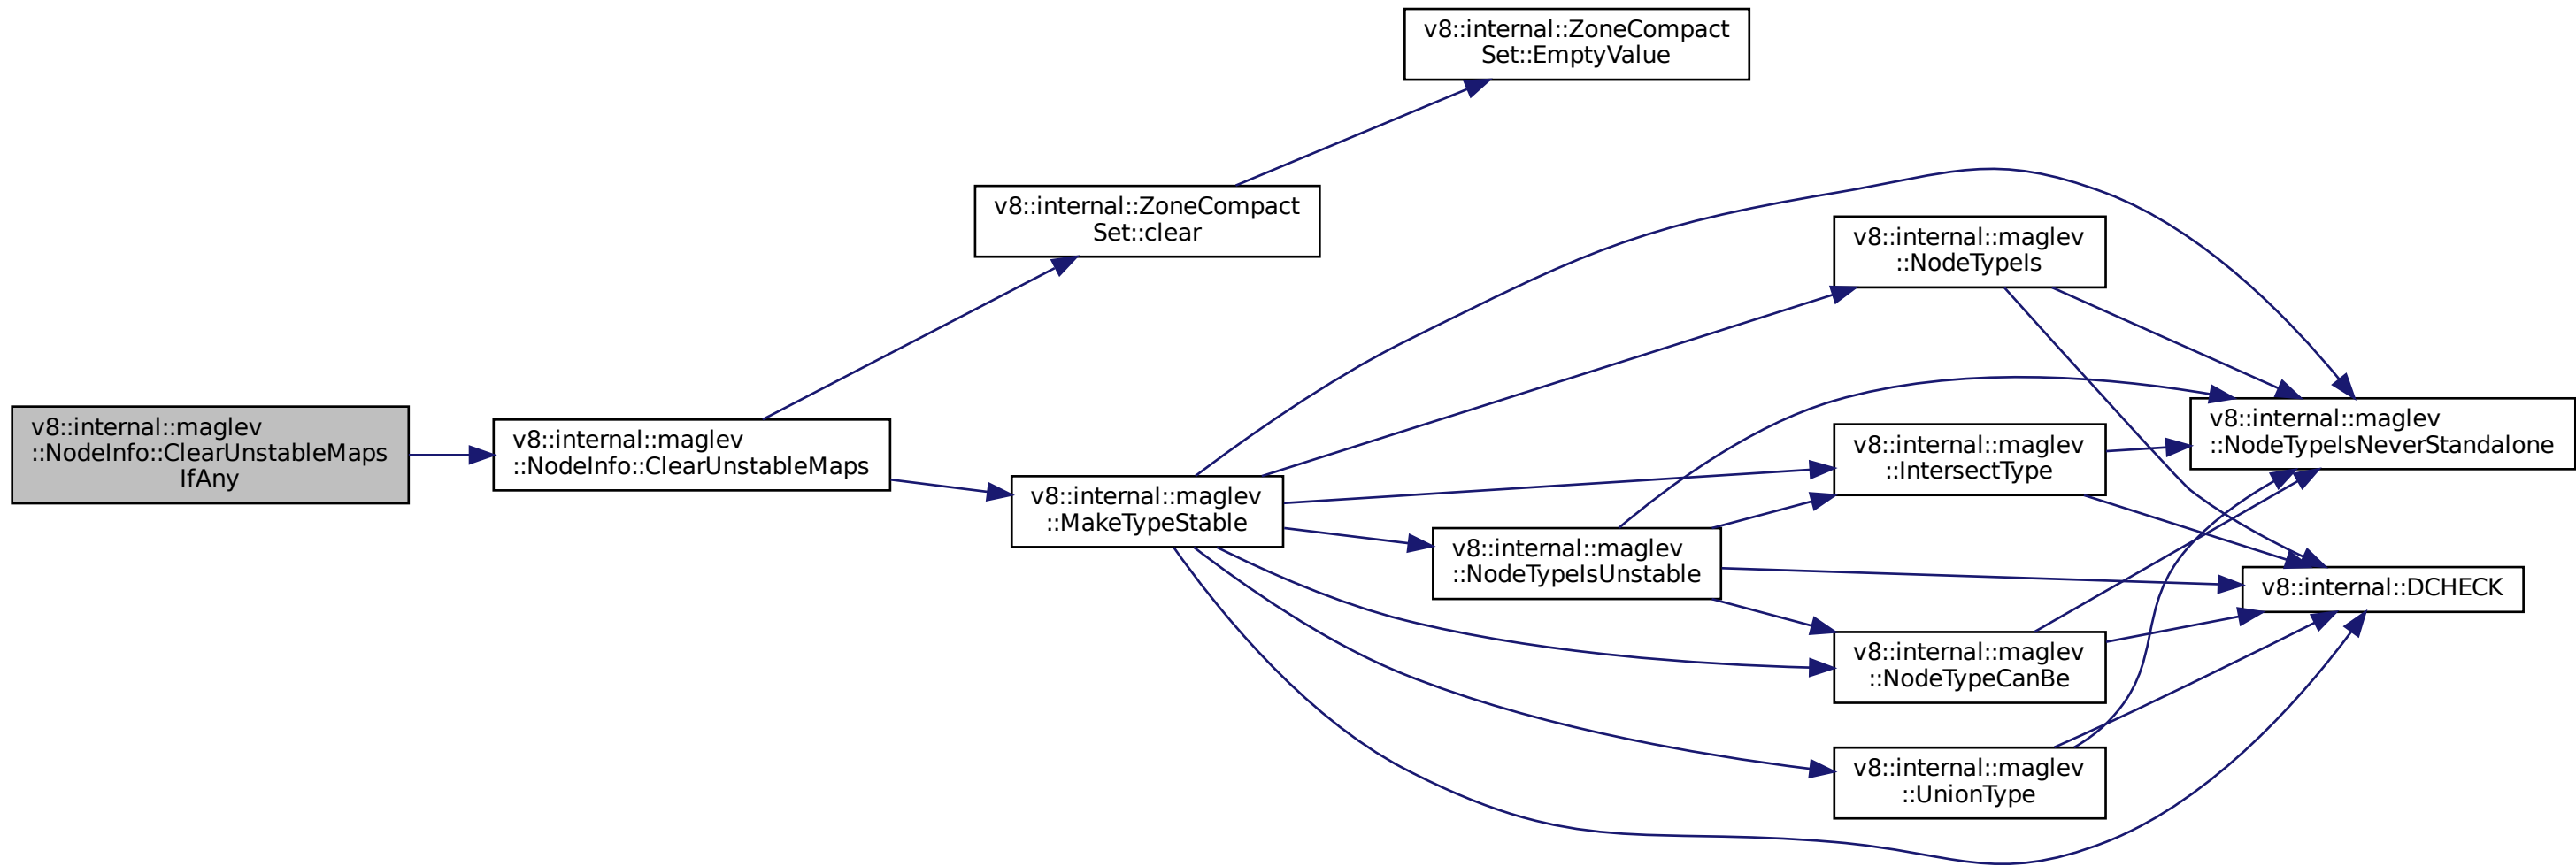 v8::internal::ZoneCompact
Set::EmptyValue
v8::internal::ZoneCompact
Set::clear
v8::internal::maglev
::NodeTypeIs
v8::internal::maglev
::NodeInfo::ClearUnstableMaps
IfAny
v8::internal::maglev
::NodeInfo::ClearUnstableMaps
v8::internal::maglev
::MakeTypeStable
v8::internal::maglev
::IntersectType
v8::internal::maglev
::NodeTypeIsNeverStandalone
v8::internal::maglev
::NodeTypeIsUnstable
v8::internal::DCHECK
v8::internal::maglev
::NodeTypeCanBe
v8::internal::maglev
::UnionType